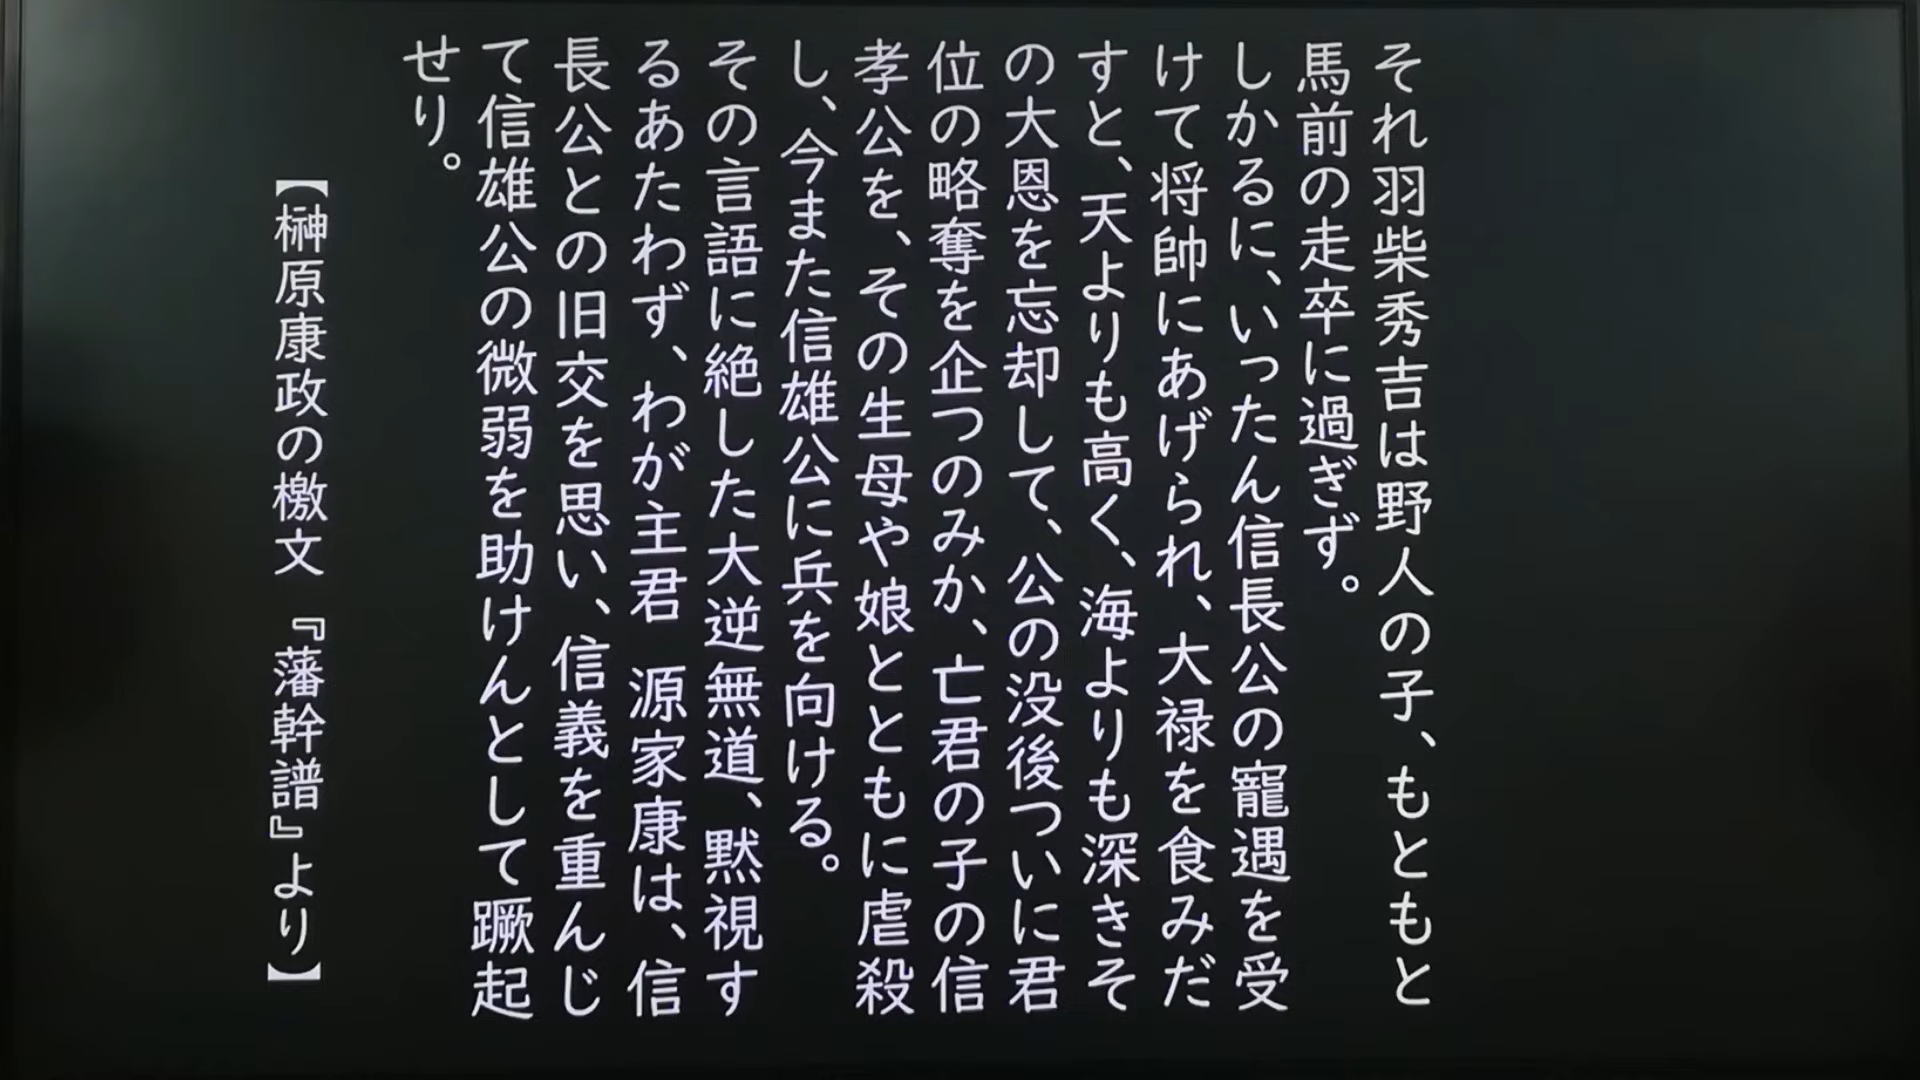 それ羽柴秀吉は野人の子、もともと
馬前の走卒に過ぎず。
しかるに、いったん信長公の寵遇を受
けて将帥にあげられ、大禄を食みだ
すと、天よりも高く、海よりも深きそ
の大恩を忘却して、公の没後ついに君
位の略奪を企つのみか、亡君の子の信
孝公を、その生母や娘とともに虐殺
し、今また信雄公に兵を向ける。
その言語に絶した大逆無道、黙視す
るあたわず、わが主君　源家康は、信
長公との旧交を思い、信義を重んじ
て信雄公の微弱を助けんとして蹶起
せり。
【榊原康政の檄文『藩幹譜』より】